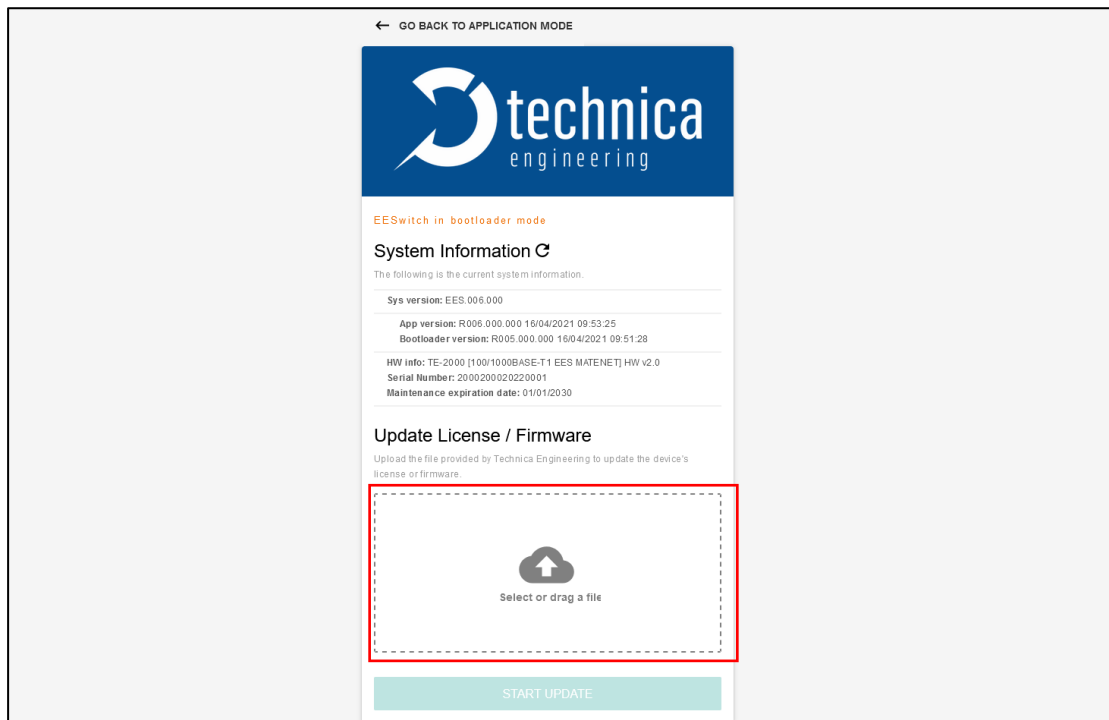 GO BACK TO APPLICATION MODE
technica
engineering
EESwitch in bootloader mode
System Information
The following is the current system information.
Sys version: EES.006.000
App version: R006.000.000 16/04/2021 09:53:25
Bootloader version: R005.000.000 16/04/2021 09:51:28
HW info: TE-2000 [100/1000BASE-T1 EES MATENET] HW v2.0
Serial Number: 2000200020220001
Maintenance expiration date: 01/01/2030
Update License / Firmware
Upload the file provided by Technica Engineering to update the device's
license or firmware.
Select or drag a file
START UPDATE